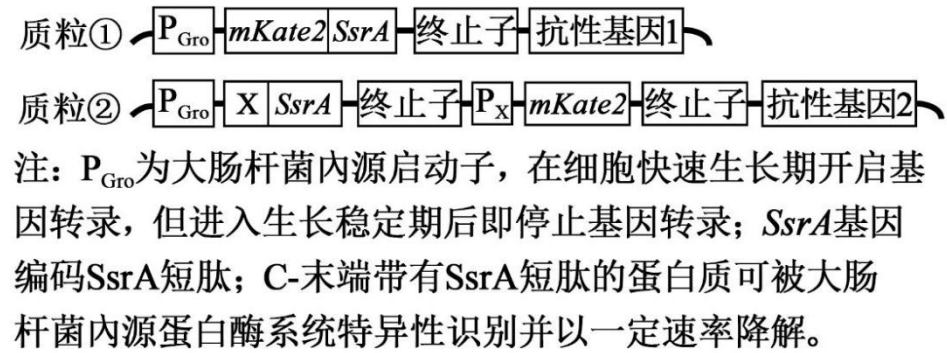 质粒① P_Gro mKate2 SsrA 终止子 抗性基因1
质粒② P_Gro X SsrA 终止子 P_X mKate2 终止子 抗性基因2
注：P_Gro为大肠杆菌內源启动子，在细胞快速生长期开启基
因转录，但进入生长稳定期后即停止基因转录；SsrA基因
编码SsrA短肽；C-末端带有SsrA短肽的蛋白质可被大肠
杆菌內源蛋白酶系统特异性识别并以一定速率降解。